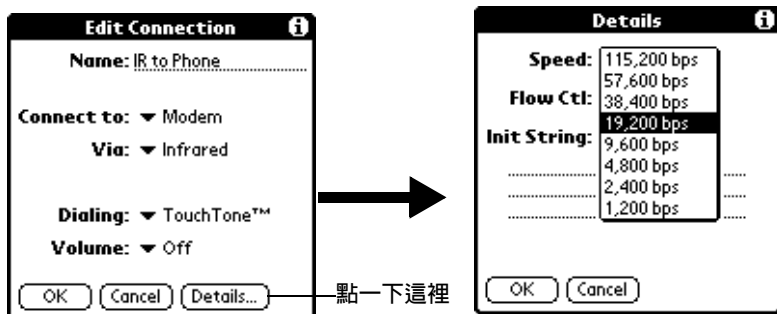 Edit Connection
Name: IR to Phone
Connect to: Modem
Via: Infrared
Dialing: TouchTone™
Volume: Off
OK Cancel Details...
點一下這裡
Details
Speed: 115,200 bps
57,600 bps
Flow Ctl: 38,400 bps
19,200 bps
Init String: 9,600 bps
4,800 bps
2,400 bps
1,200 bps
OK Cancel